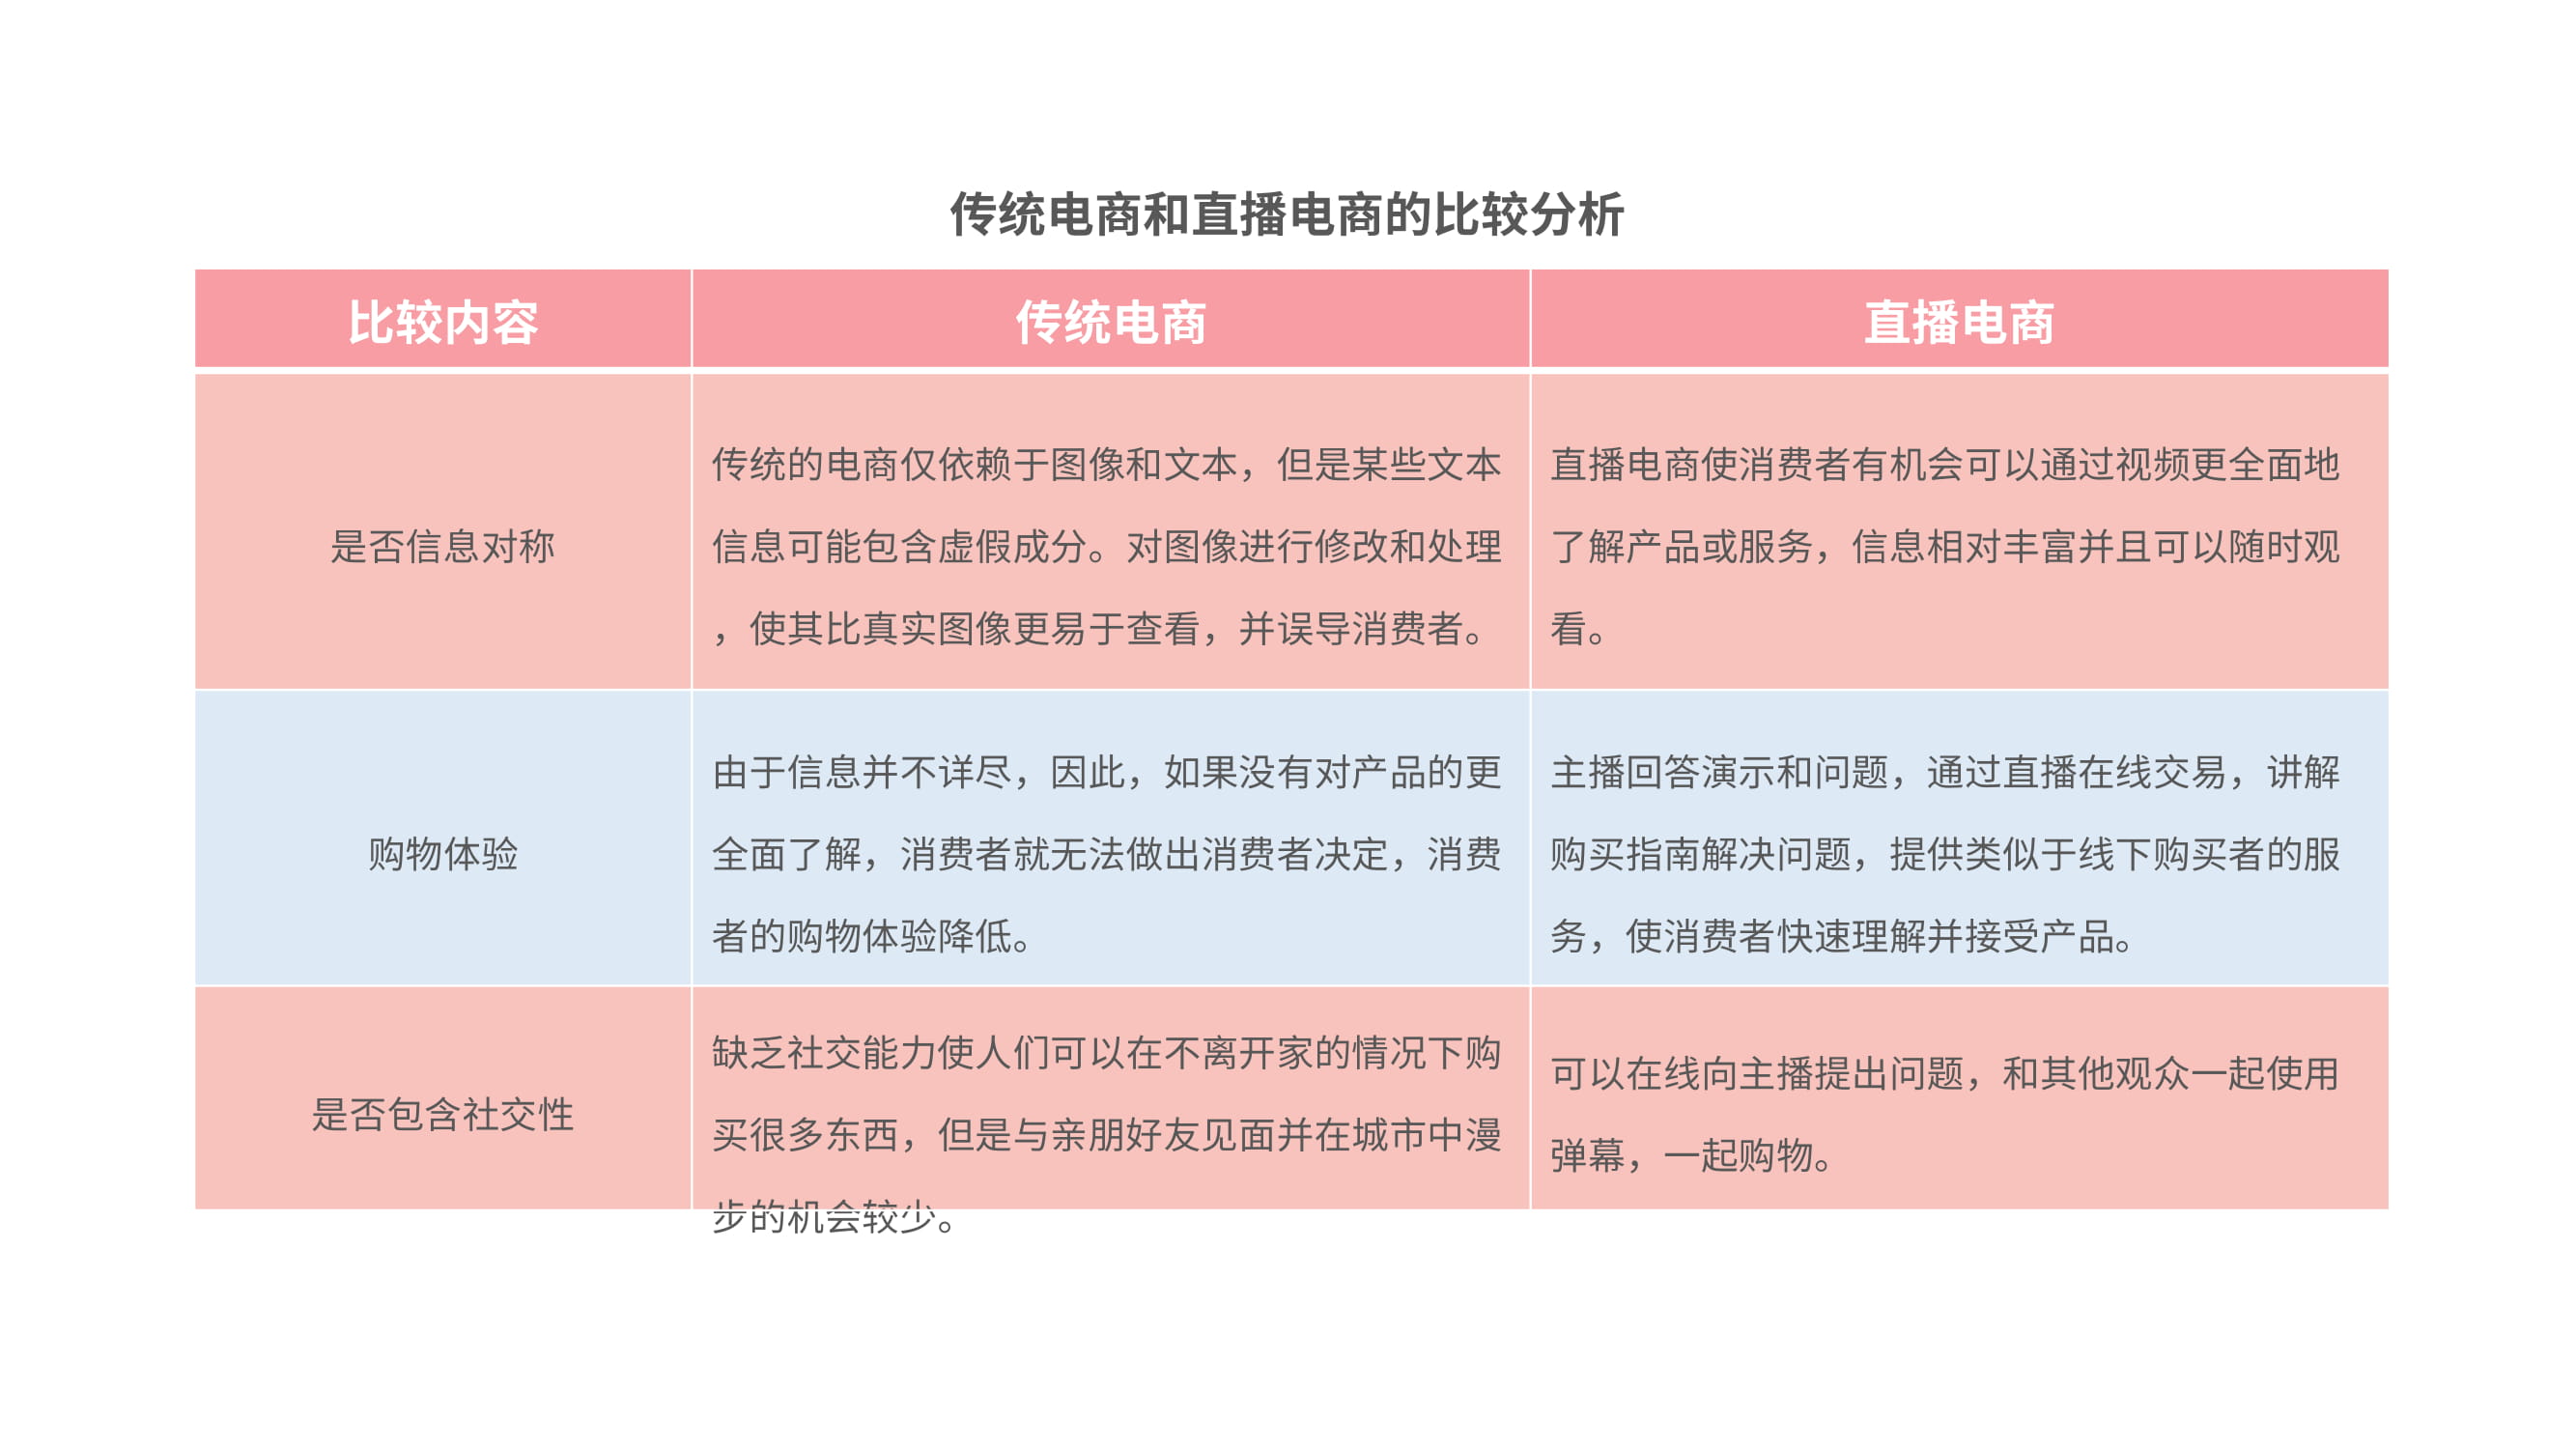 传统电商和直播电商的比较分析
比较内容
传统电商
直播电商
是否信息对称
传统的电商仅依赖于图像和文本，但是某些文本
信息可能包含虚假成分。对图像进行修改和处理
，使其比真实图像更易于查看，并误导消费者。
直播电商使消费者有机会可以通过视频更全面地
了解产品或服务，信息相对丰富并且可以随时观
看。
购物体验
由于信息并不详尽，因此，如果没有对产品的更
全面了解，消费者就无法做出消费者决定，消费
者的购物体验降低。
主播回答演示和问题，通过直播在线交易，讲解
购买指南解决问题，提供类似于线下购买者的服
务，使消费者快速理解并接受产品。
是否包含社交性
缺乏社交能力使人们可以在不离开家的情况下购
买很多东西，但是与亲朋好友见面并在城市中漫
步的机会较少。
可以在线向主播提出问题，和其他观众一起使用
弹幕，一起购物。